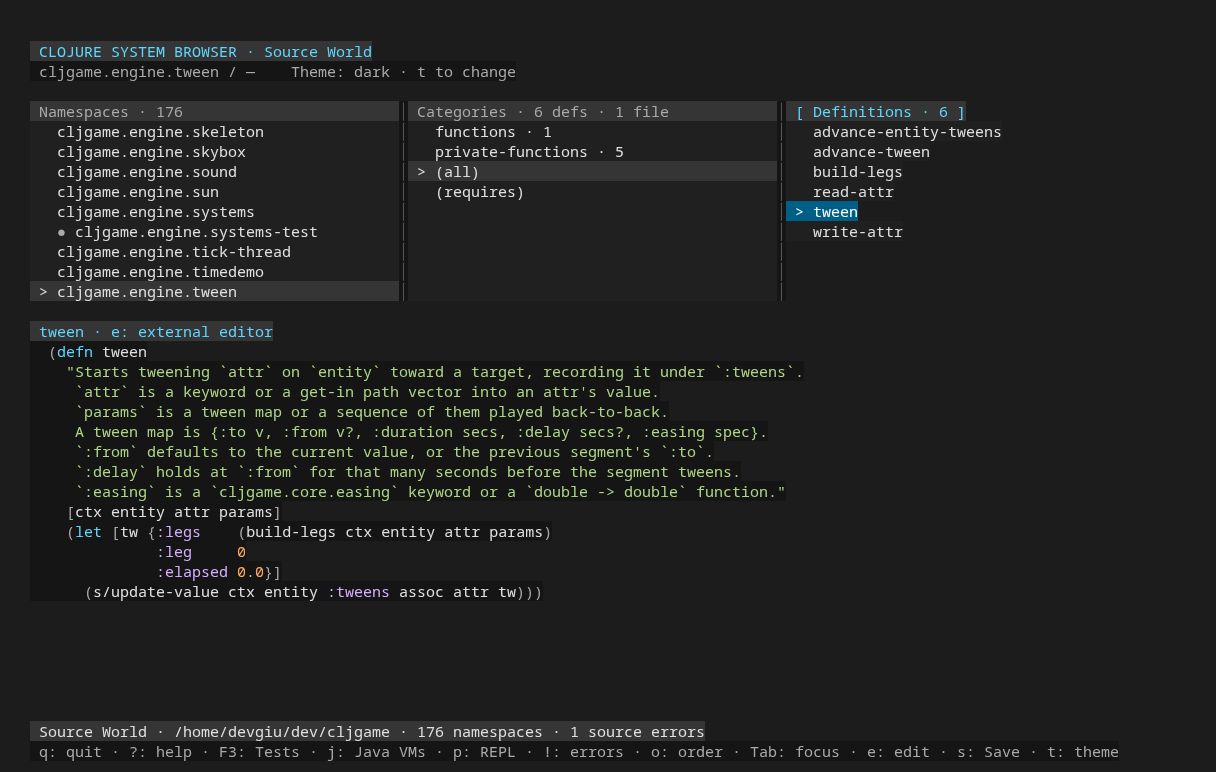 CLOJURE SYSTEM BROWSER · Source World
cljgame.engine.tween / —    Theme: dark · t to change
Namespaces · 176
cljgame.engine.skeleton
cljgame.engine.skybox
cljgame.engine.sound
cljgame.engine.sun
cljgame.engine.systems
● cljgame.engine.systems-test
cljgame.engine.tick-thread
cljgame.engine.timedemo
> cljgame.engine.tween
Categories · 6 defs · 1 file
functions · 1
private-functions · 5
> (all)
(requires)
[ Definitions · 6 ]
advance-entity-tweens
advance-tween
build-legs
read-attr
> tween
write-attr
tween · e: external editor
(defn tween
  "Starts tweening `attr` on `entity` toward a target, recording it under `:tweens`.
   `attr` is a keyword or a get-in path vector into an attr's value.
   `params` is a tween map or a sequence of them played back-to-back.
   A tween map is {:to v, :from v?, :duration secs, :delay secs?, :easing spec}.
   `:from` defaults to the current value, or the previous segment's `:to`.
   `:delay` holds at `:from` for that many seconds before the segment tweens.
   `:easing` is a `cljgame.core.easing` keyword or a `double -> double` function."
  [ctx entity attr params]
  (let [tw {:legs    (build-legs ctx entity attr params)
            :leg     0
            :elapsed 0.0}]
    (s/update-value ctx entity :tweens assoc attr tw)))
Source World · /home/devgiu/dev/cljgame · 176 namespaces · 1 source errors
q: quit · ?: help · F3: Tests · j: Java VMs · p: REPL · !: errors · o: order · Tab: focus · e: edit · s: Save · t: theme